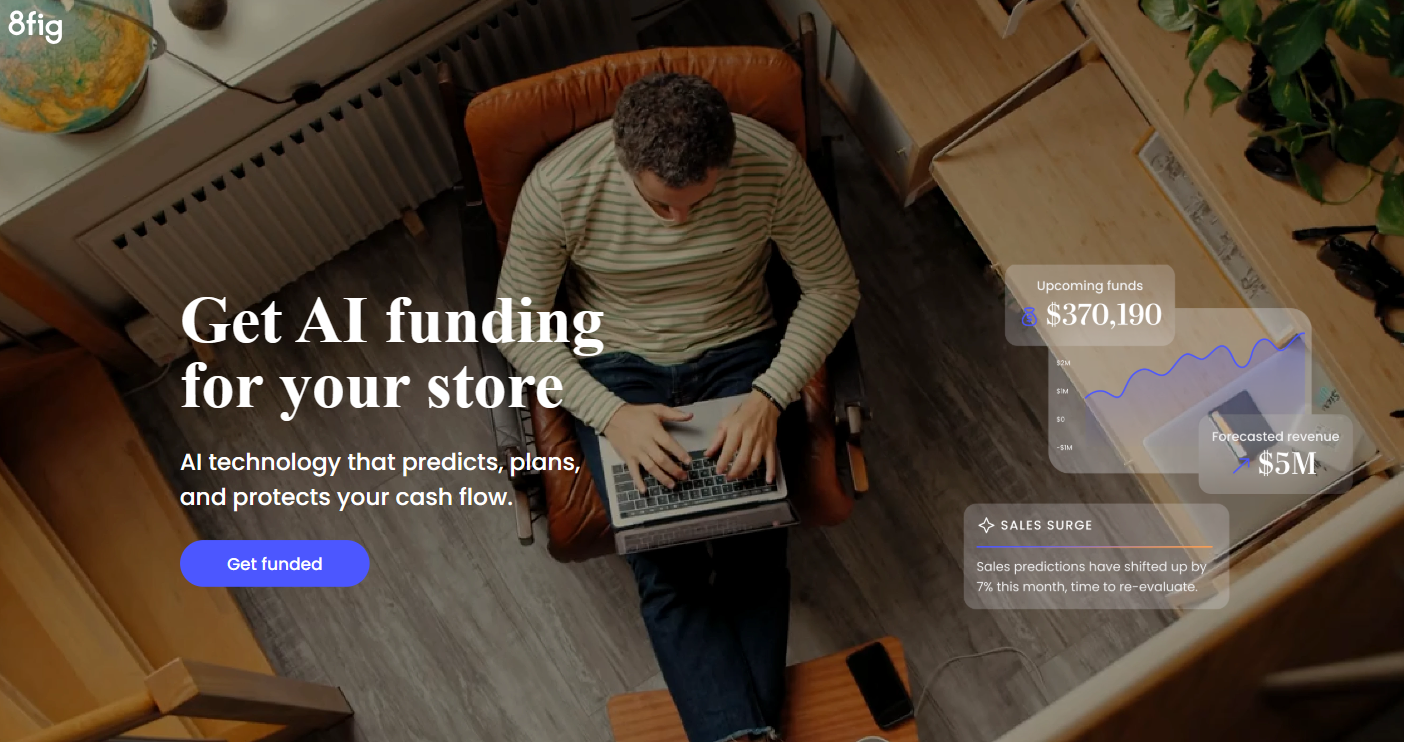 8fig
Get AI funding
for your store
AI technology that predicts, plans,
and protects your cash flow.
Get funded
Upcoming funds
$370,190
$2M
$1M
$0
-$1M
Forecasted revenue
$5M
SALES SURGE
Sales predictions have shifted up by
7% this month, time to re-evaluate.